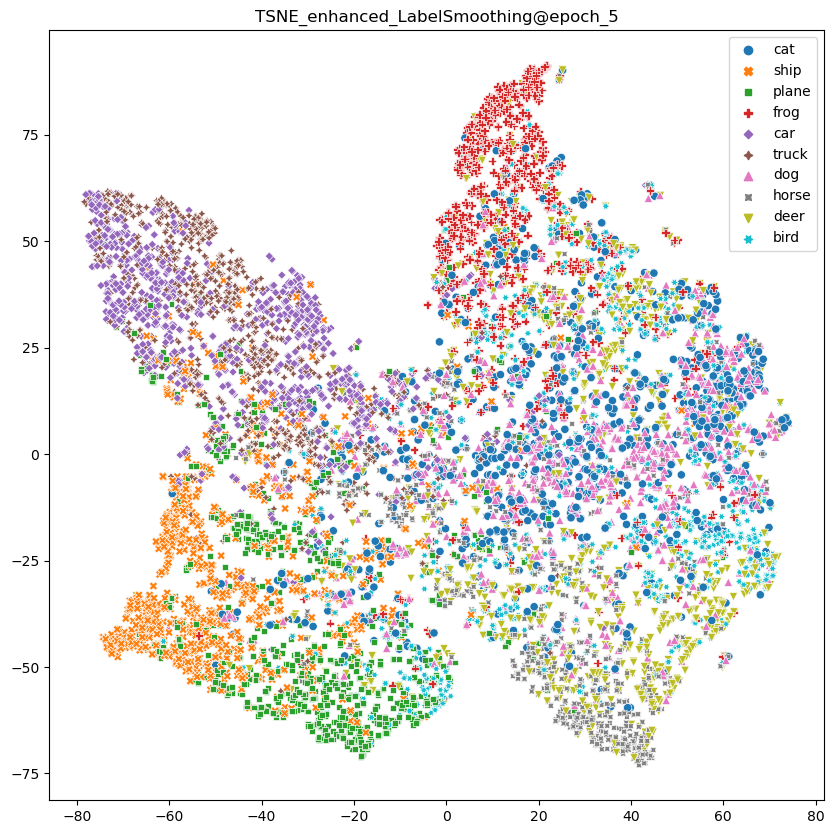 TSNE_enhanced_LabelSmoothing@epoch_5
cat
ship
plane
frog
car
truck
dog
horse
deer
bird
75
50
25
0
−25
−50
−75
−80
−60
−40
−20
0
20
40
60
80